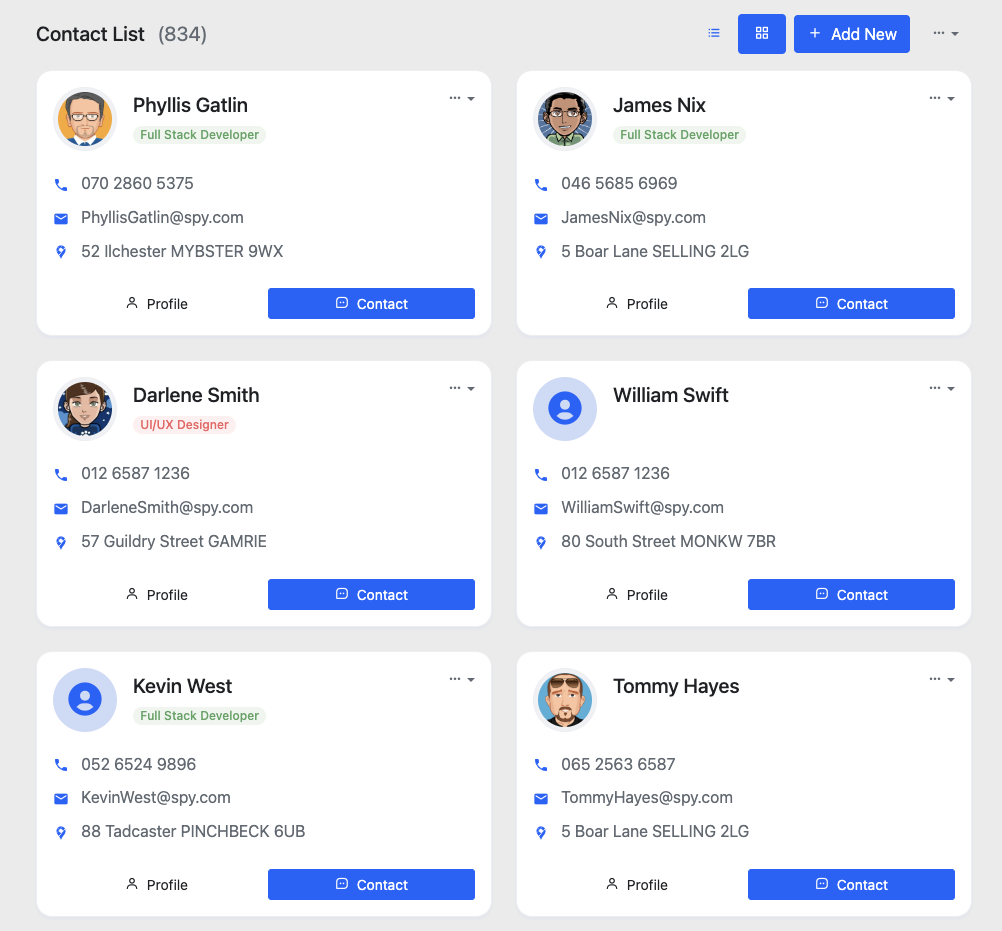 Contact List (834)
Add New
Phyllis Gatlin
Full Stack Developer
070 2860 5375
PhyllisGatlin@spy.com
52 Ilchester MYBSTER 9WX
Profile
Contact
James Nix
Full Stack Developer
046 5685 6969
JamesNix@spy.com
5 Boar Lane SELLING 2LG
Profile
Contact
Darlene Smith
UI/UX Designer
012 6587 1236
DarleneSmith@spy.com
57 Guildry Street GAMRIE
Profile
Contact
William Swift
012 6587 1236
WilliamSwift@spy.com
80 South Street MONKW 7BR
Profile
Contact
Kevin West
Full Stack Developer
052 6524 9896
KevinWest@spy.com
88 Tadcaster PINCHBECK 6UB
Profile
Contact
Tommy Hayes
065 2563 6587
TommyHayes@spy.com
5 Boar Lane SELLING 2LG
Profile
Contact